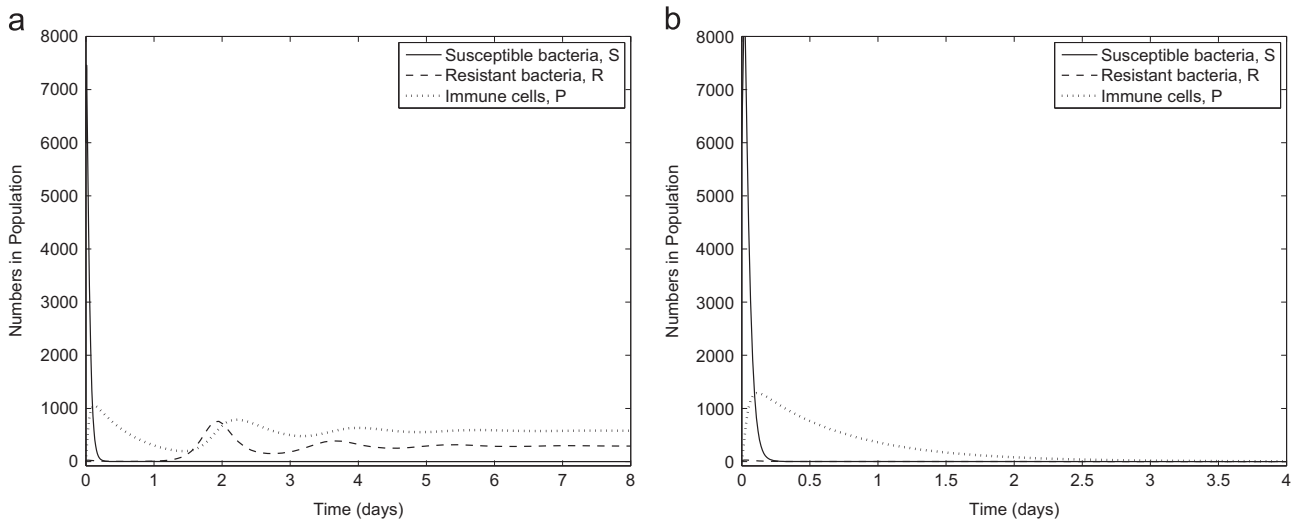 a
8000
7000
6000
5000
4000
3000
2000
1000
0
Numbers in Population
Susceptible bacteria, S
Resistant bacteria, R
Immune cells, P
0 1 2 3 4 5 6 7 8
Time (days)
b
8000
7000
6000
5000
4000
3000
2000
1000
0
Numbers in Population
Susceptible bacteria, S
Resistant bacteria, R
Immune cells, P
0 0.5 1 1.5 2 2.5 3 3.5 4
Time (days)